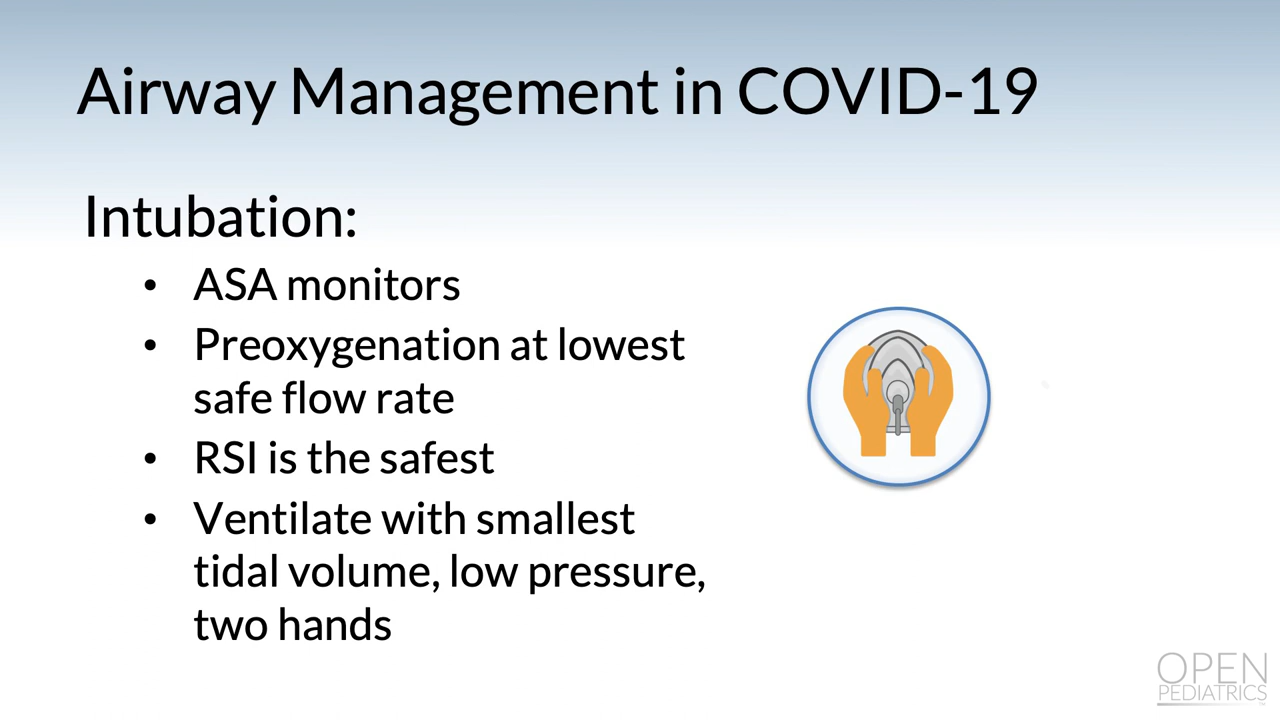 Airway Management in COVID-19
Intubation:
• ASA monitors
• Preoxygenation at lowest
safe flow rate
• RSI is the safest
• Ventilate with smallest
tidal volume, low pressure,
two hands
OPEN
PEDIATRICS